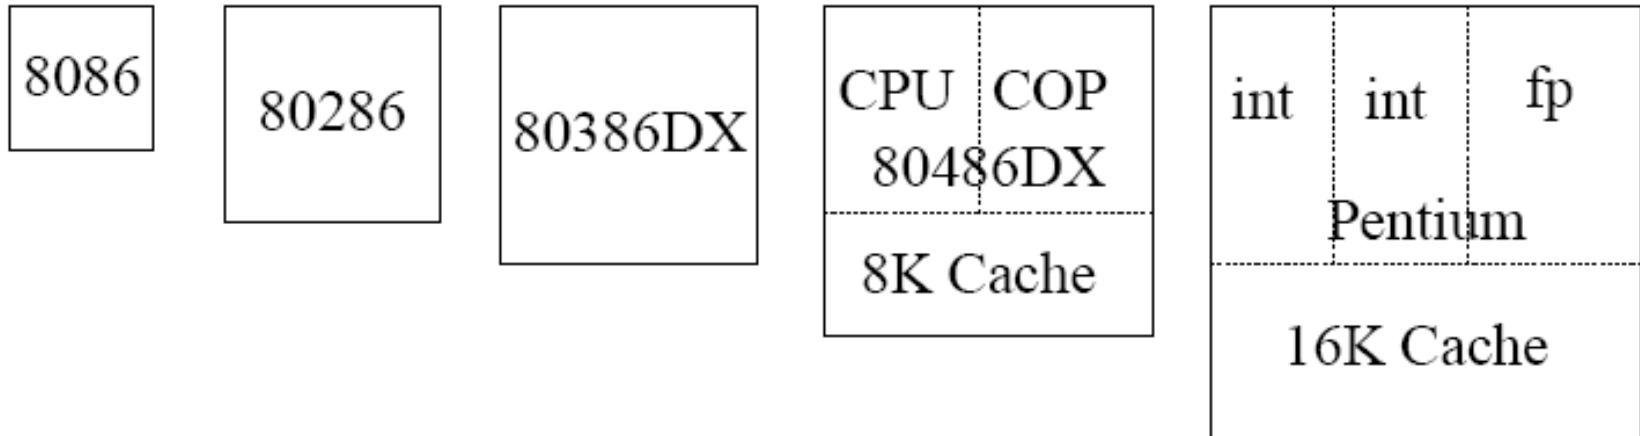 8086
80286
80386DX
CPU COP
80486DX
8K Cache
int int fp
Pentium
16K Cache